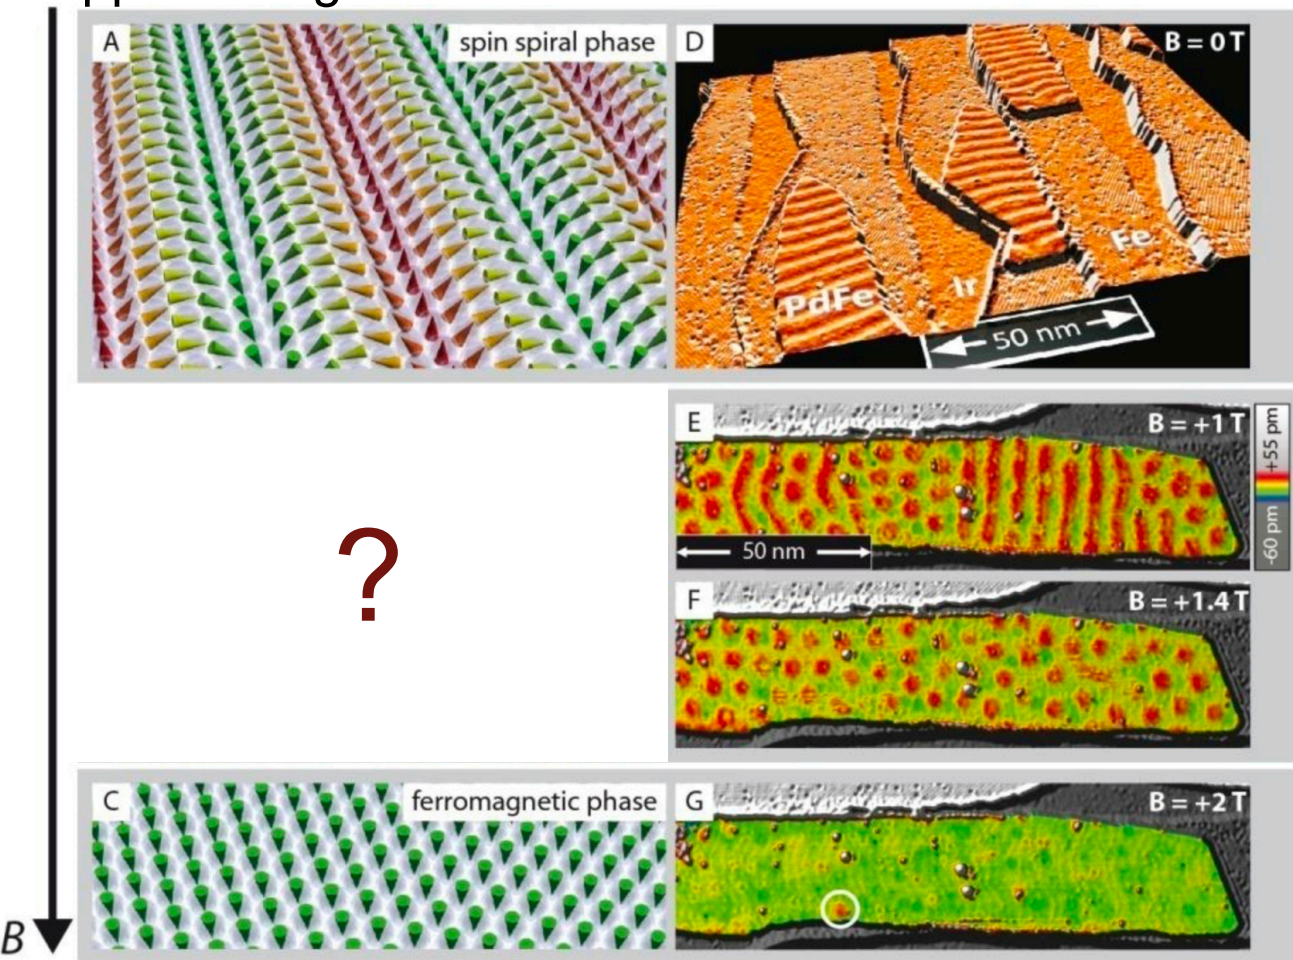 A
spin spiral phase
D
B = 0 T
PdFe
Ir
Fe
50 nm
E
B = +1 T
50 nm
+55 pm
-60 pm
?
F
B = +1.4 T
C
ferromagnetic phase
G
B = +2 T
B